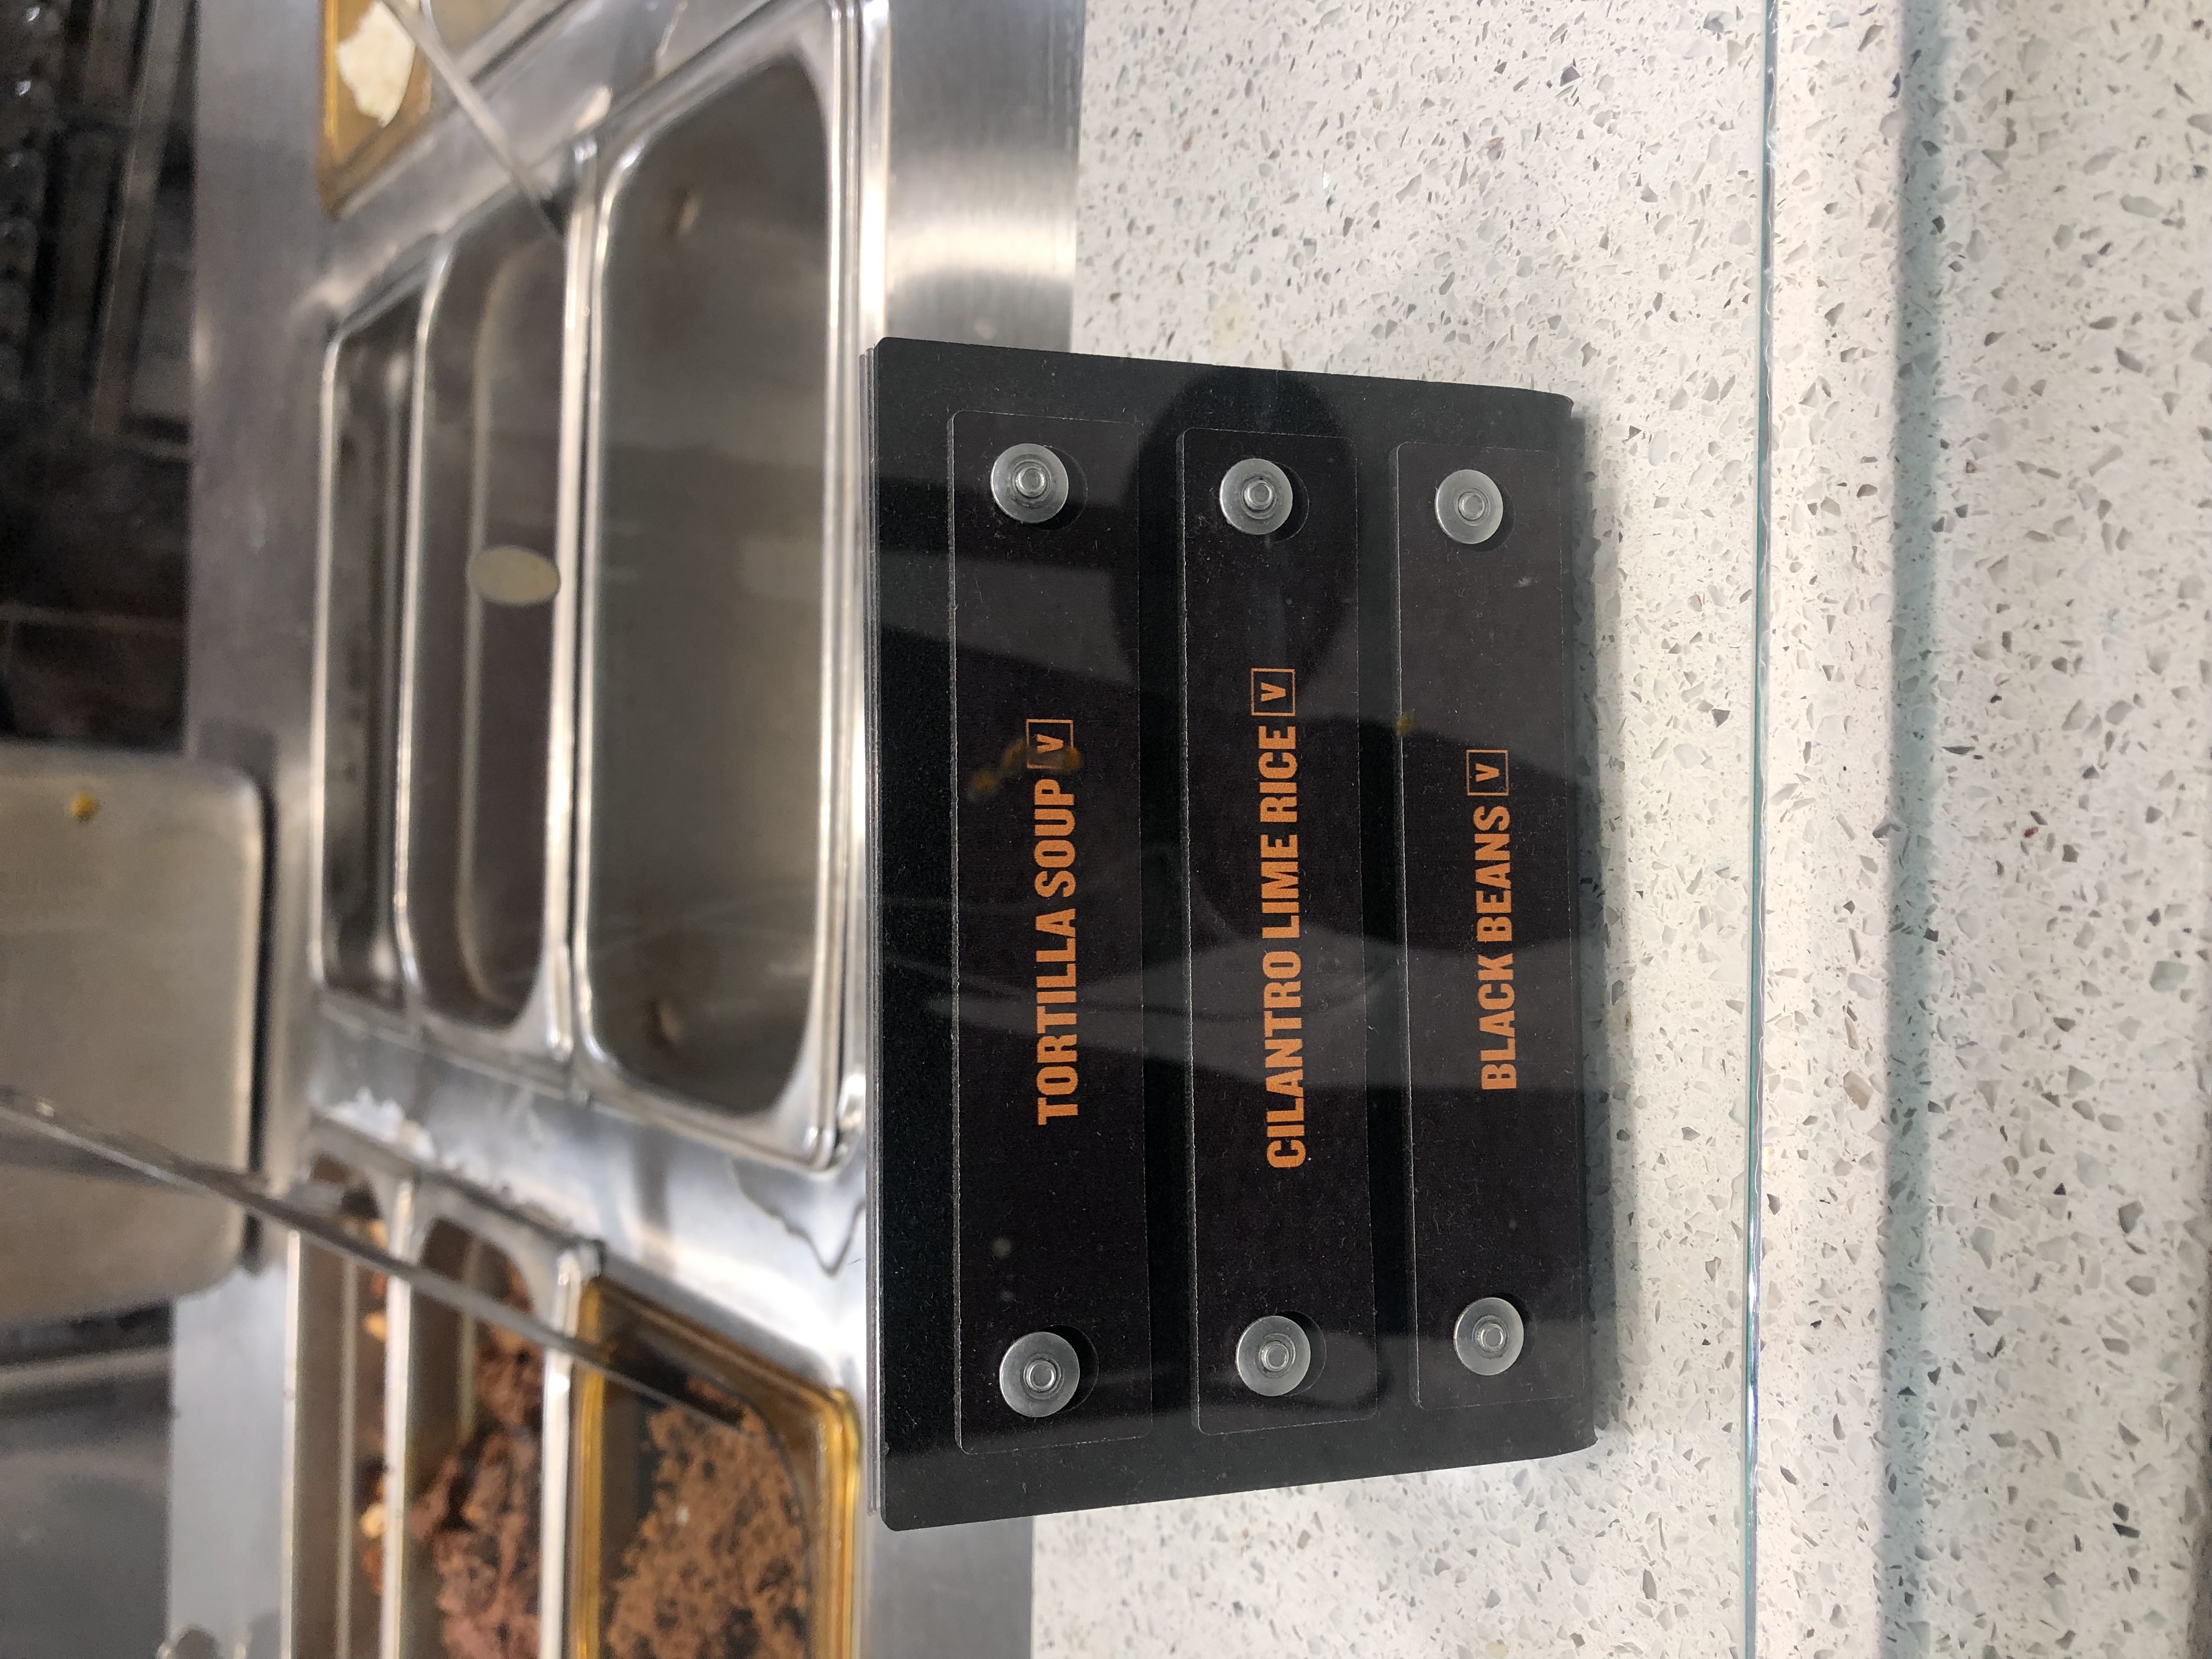 TORTILLA SOUP V
CILANTRO LIME RICE V
BLACK BEANS V